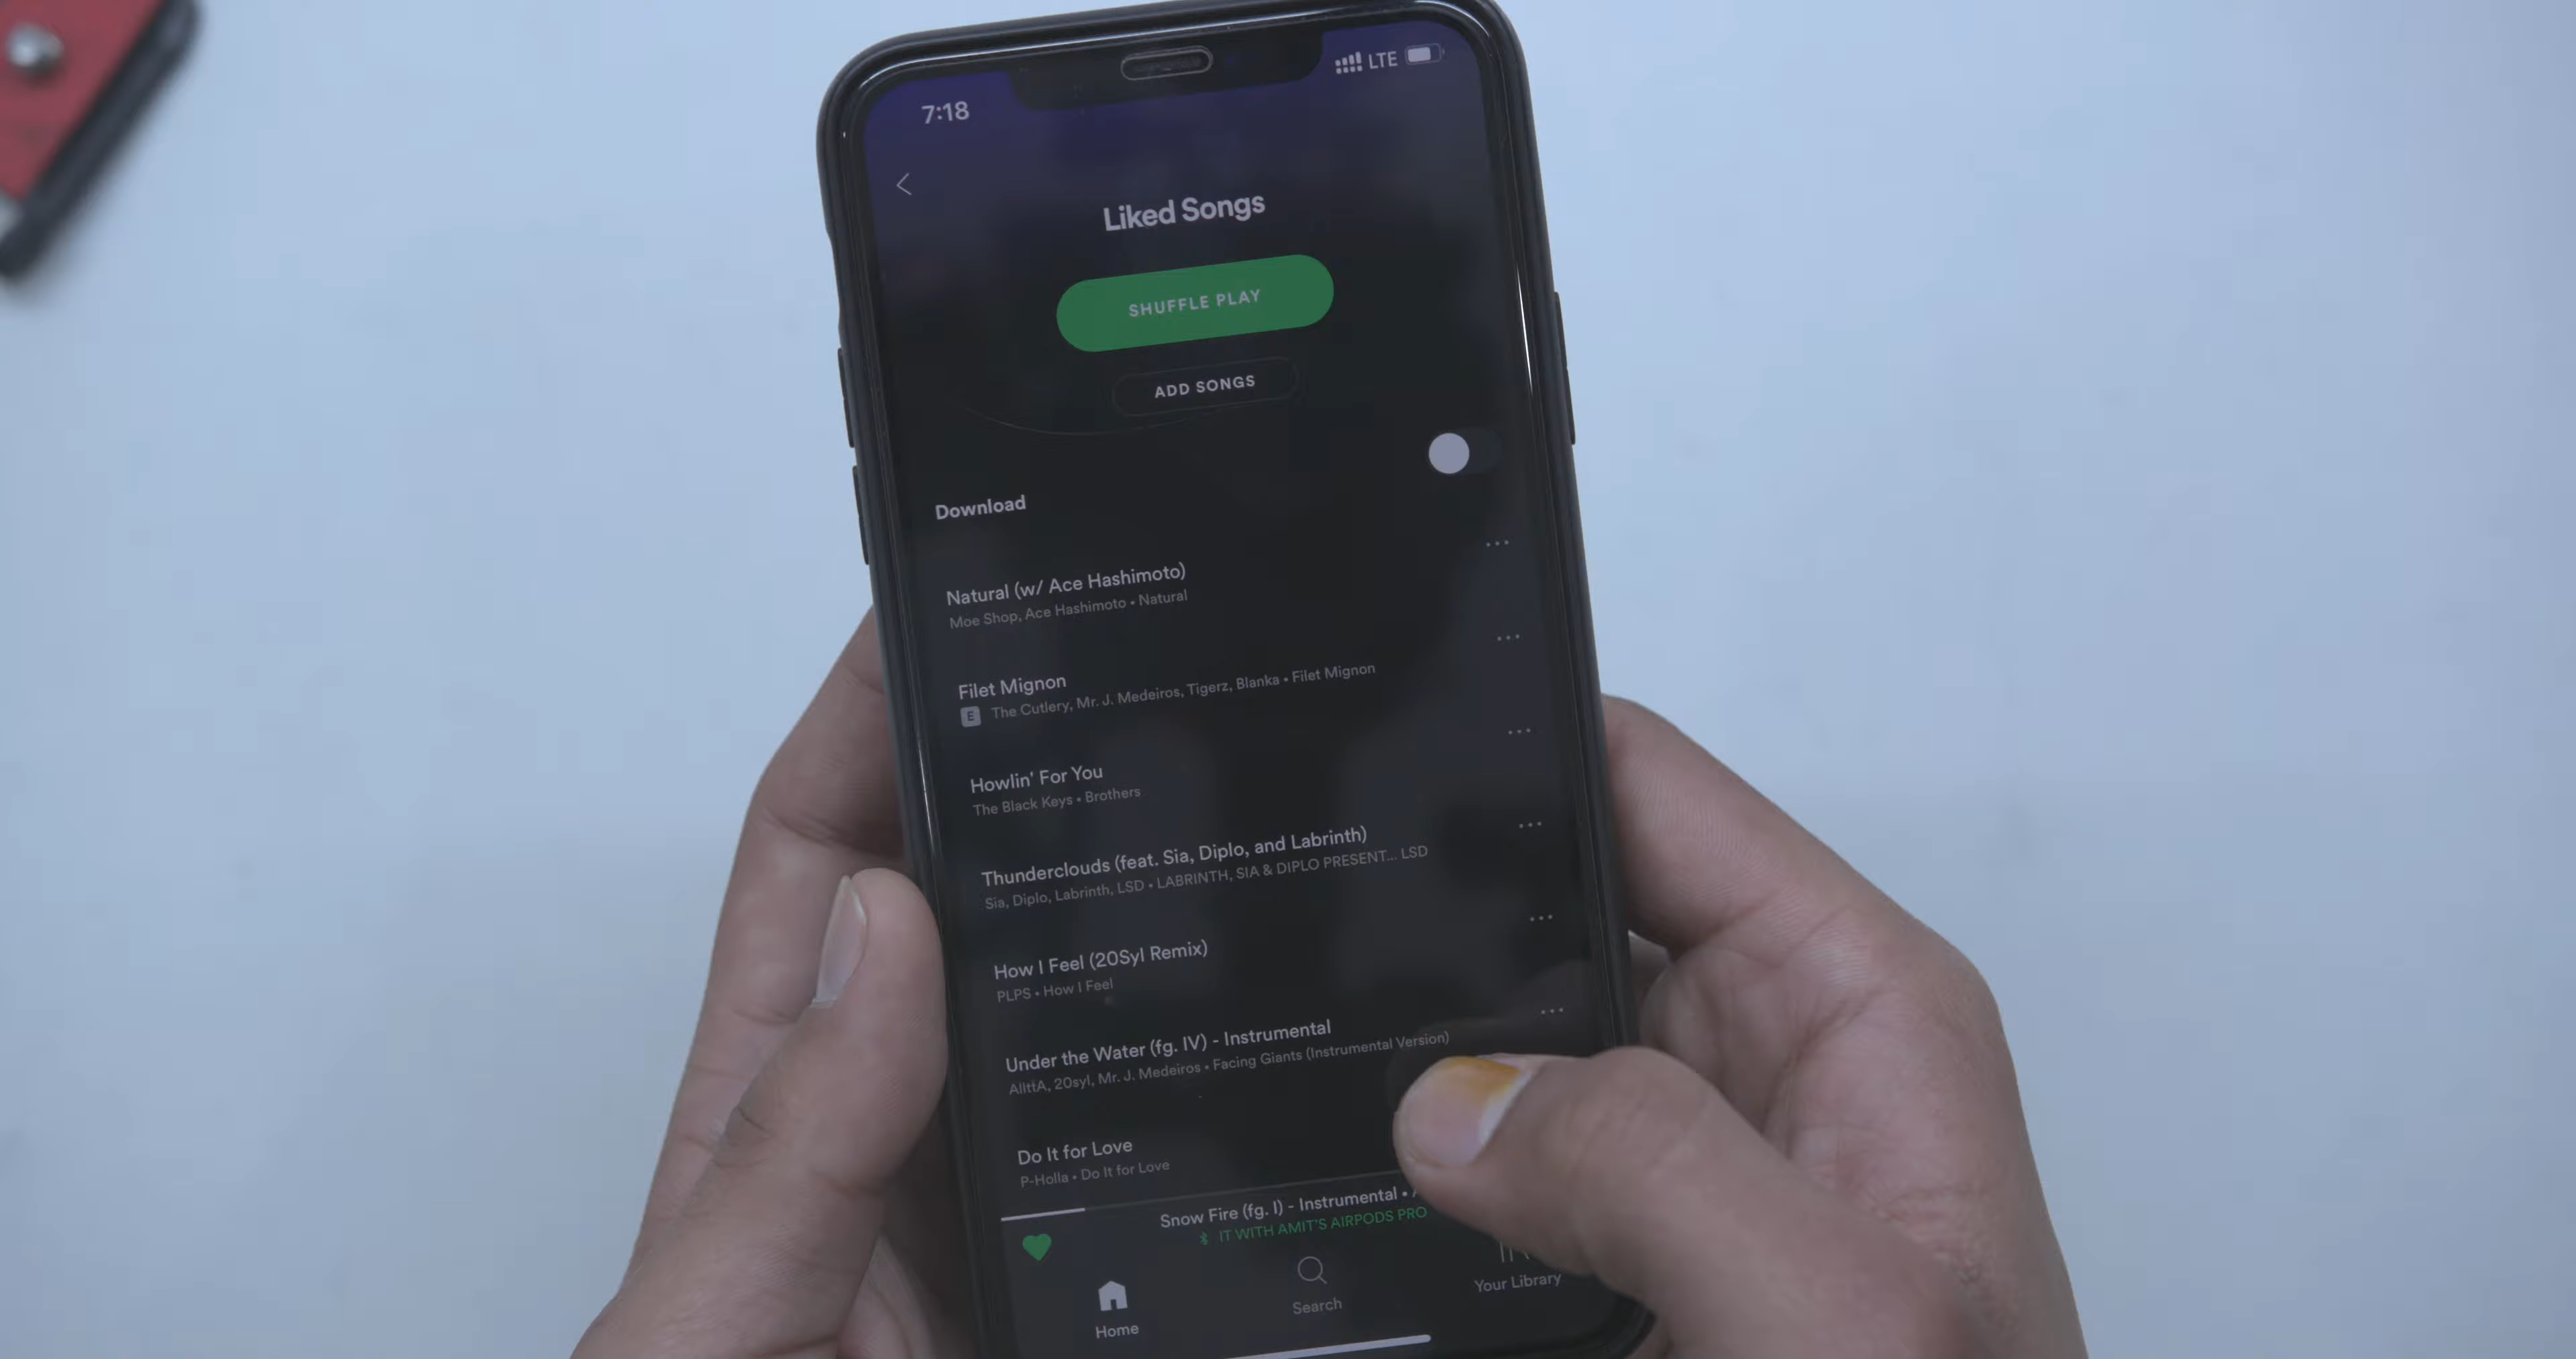 7:18
LTE
Liked Songs
SHUFFLE PLAY
ADD SONGS
Download
Natural (w/ Ace Hashimoto)
Moe Shop, Ace Hashimoto • Natural
Filet Mignon
E The Cutlery, Mr. J. Medeiros, Tigerz, Blanka • Filet Mignon
Howlin' For You
The Black Keys • Brothers
Thunderclouds (feat. Sia, Diplo, and Labrinth)
Sia, Diplo, Labrinth, LSD • LABRINTH, SIA & DIPLO PRESENT... LSD
How I Feel (20Syl Remix)
PLPS • How I Feel
Under the Water (fg. IV) - Instrumental
AllttA, 20syl, Mr. J. Medeiros • Facing Giants (Instrumental Version)
Do It for Love
P-Holla • Do It for Love
Snow Fire (fg. I) - Instrumental •
IT WITH AMIT'S AIRPODS PRO
Home
Search
Your Library